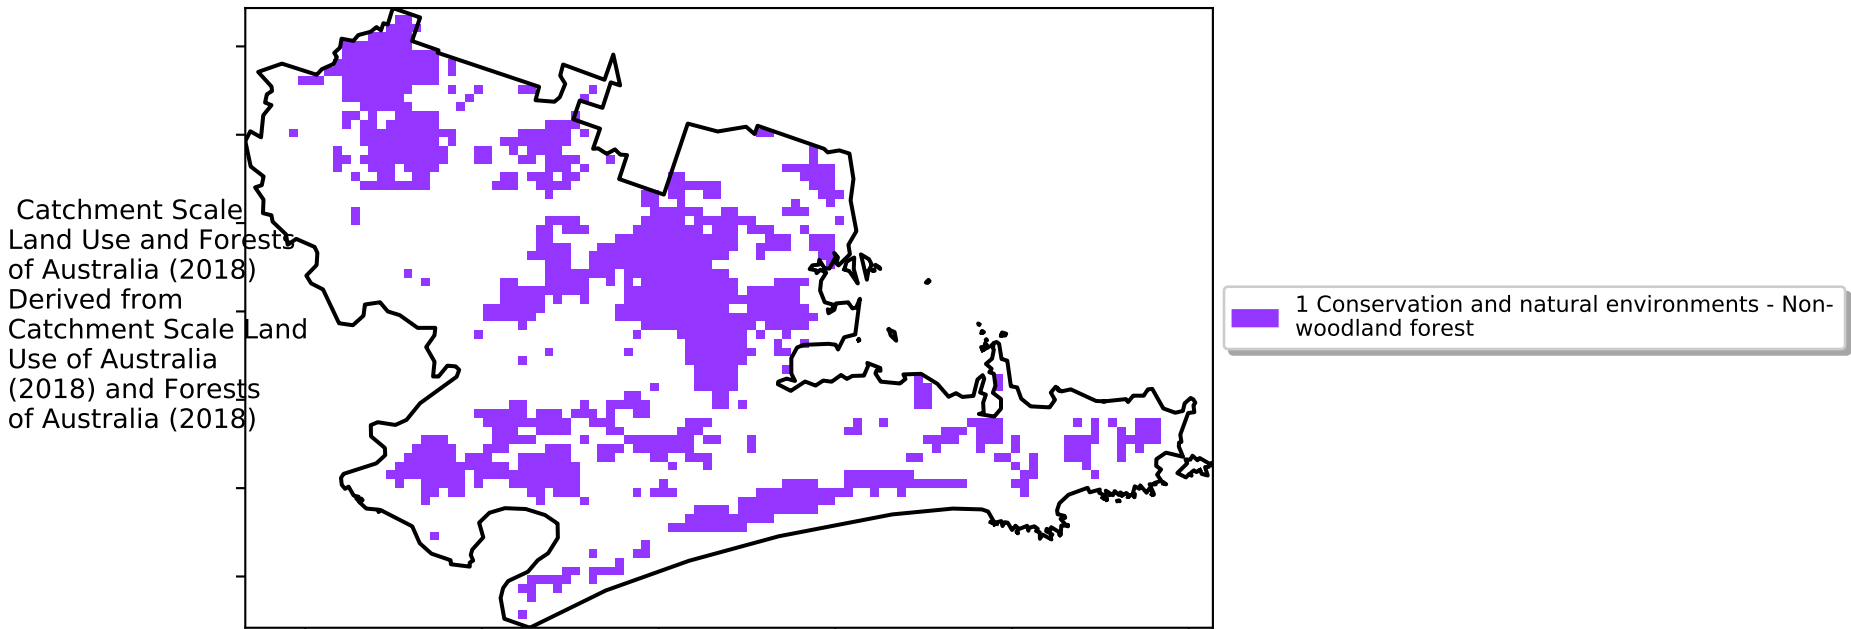 Catchment Scale
Land Use and Forests
of Australia (2018)
Derived from
Catchment Scale Land
Use of Australia
(2018) and Forests
of Australia (2018)
1 Conservation and natural environments - Non-
woodland forest